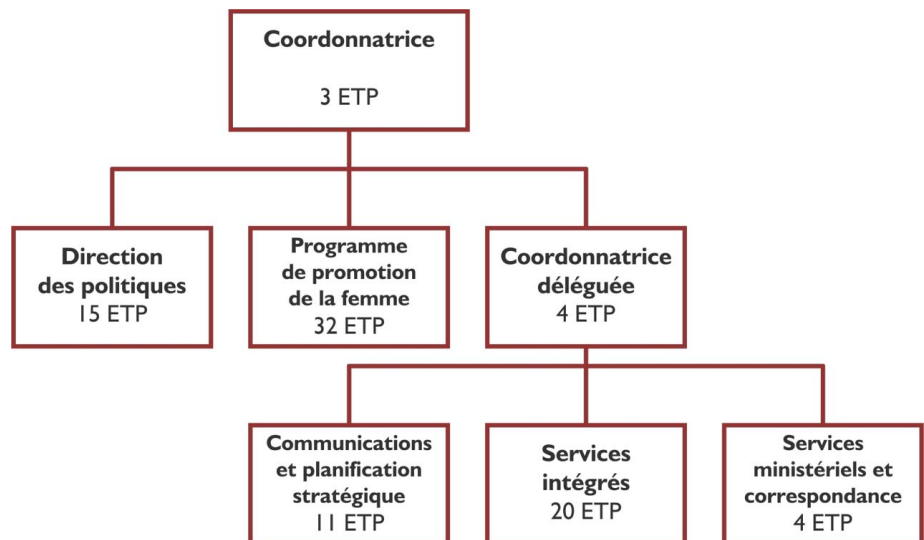 Coordonnatrice
3 ETP
Direction
des politiques
15 ETP
Programme
de promotion
de la femme
32 ETP
Coordonnatrice
déléguée
4 ETP
Communications
et planification
stratégique
11 ETP
Services
intégrés
20 ETP
Services
ministériels et
correspondance
4 ETP